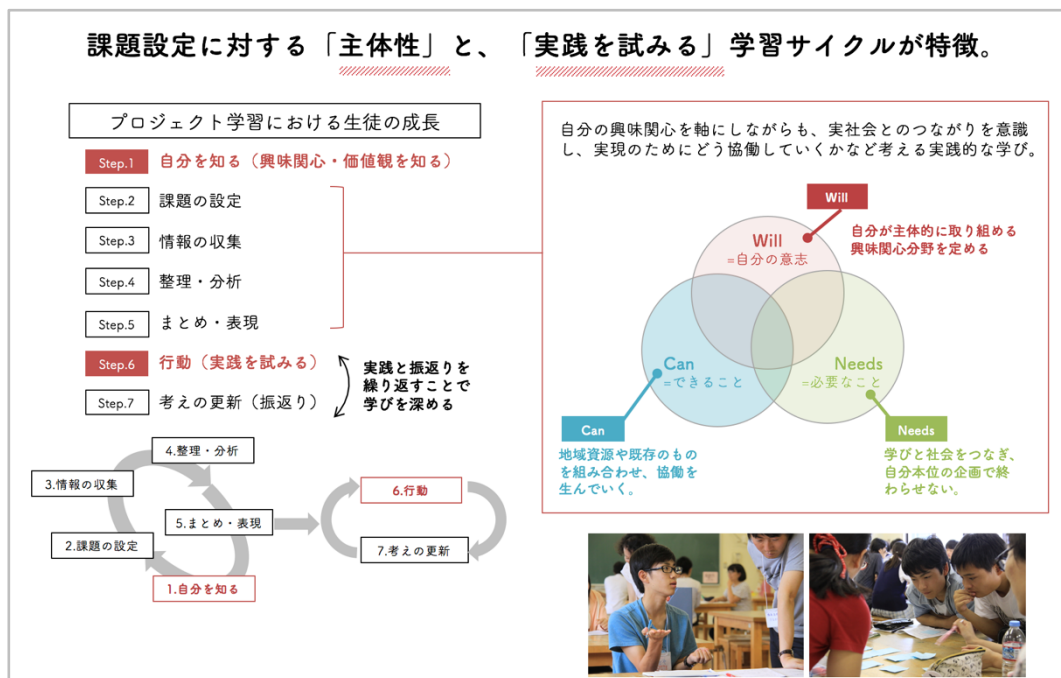 課題設定に対する「主体性」と、「実践を試みる」学習サイクルが特徴。
プロジェクト学習における生徒の成長
Step.1 自分を知る（興味関心・価値観を知る）
Step.2 課題の設定
Step.3 情報の収集
Step.4 整理・分析
Step.5 まとめ・表現
Step.6 行動（実践を試みる）
Step.7 考えの更新（振返り）
実践と振返りを
繰り返すことで
学びを深める
4.整理・分析
3.情報の収集
5.まとめ・表現
2.課題の設定
1.自分を知る
6.行動
7.考えの更新
自分の興味関心を軸にしながらも、実社会とのつながりを意識
し、実現のためにどう協働していくかなど考える実践的な学び。
Will
自分が主体的に取り組める
興味関心分野を定める
Will
=自分の意志
Can
=できること
Needs
=必要なこと
Can
地域資源や既存のもの
を組み合わせ、協働を
生んでいく。
Needs
学びと社会をつなぎ、
自分本位の企画で終
わらせない。